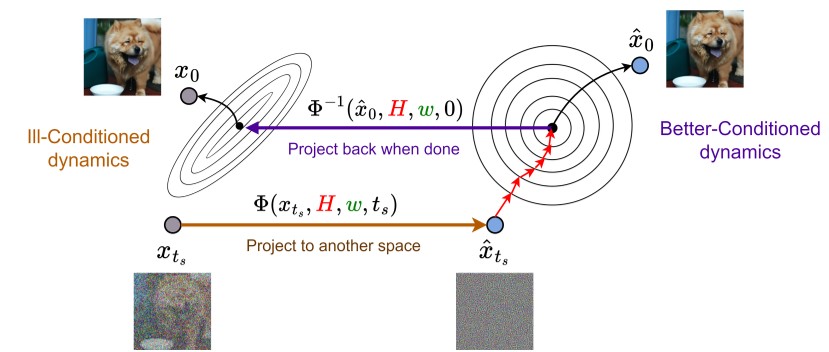 x̂₀
x₀
Φ⁻¹(x̂₀, H, w, 0)
Ill-Conditioned
dynamics
Project back when done
Better-Conditioned
dynamics
Φ(x_{t_s}, H, w, t_s)
Project to another space
x_{t_s}
x̂_{t_s}